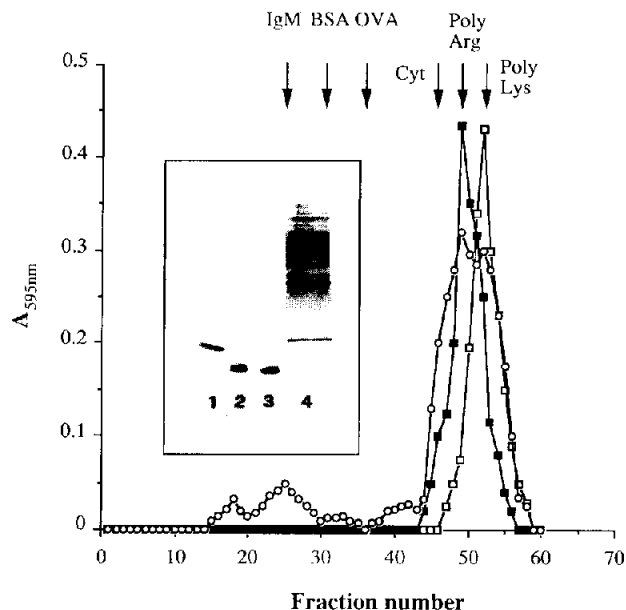 IgM BSA OVA
Poly
Arg
Cyt
Poly
Lys
0.5
0.4
0.3
0.2
0.1
0
A595nm
1 2 3 4
0 10 20 30 40 50 60 70
Fraction number